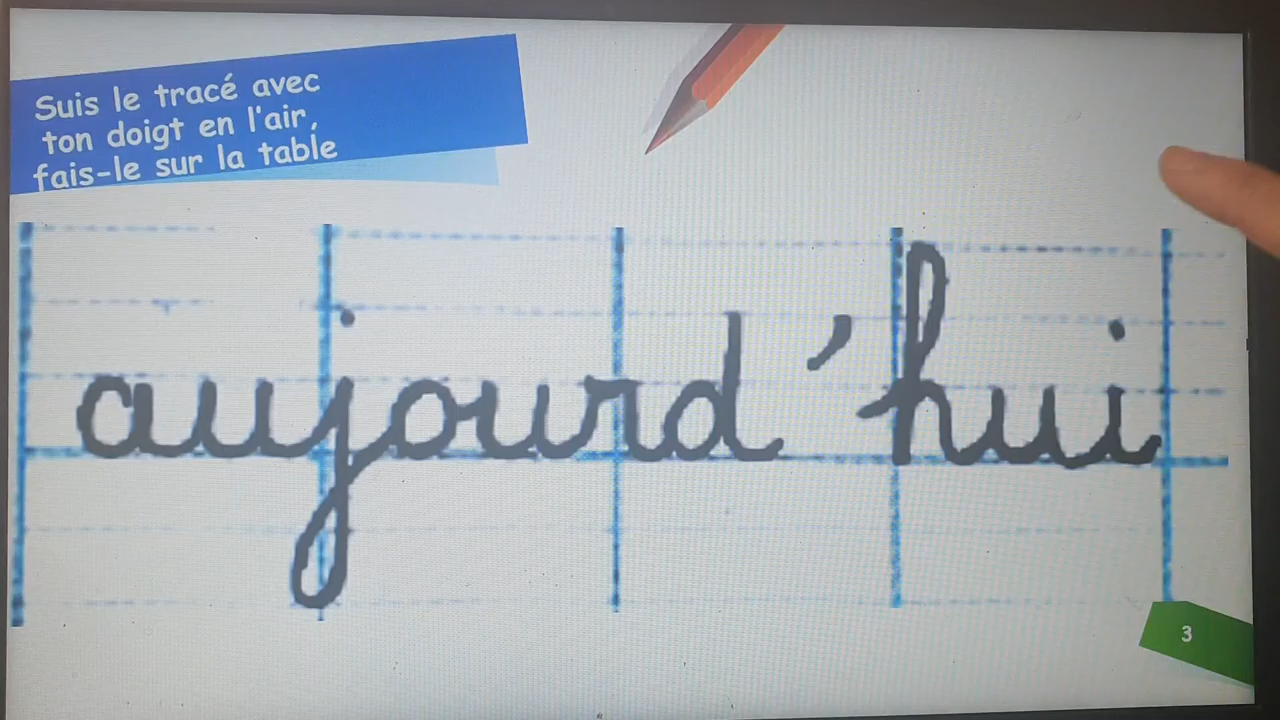 Suis le tracé avec
ton doigt en l'air,
fais-le sur la table
aujourd'hui
3